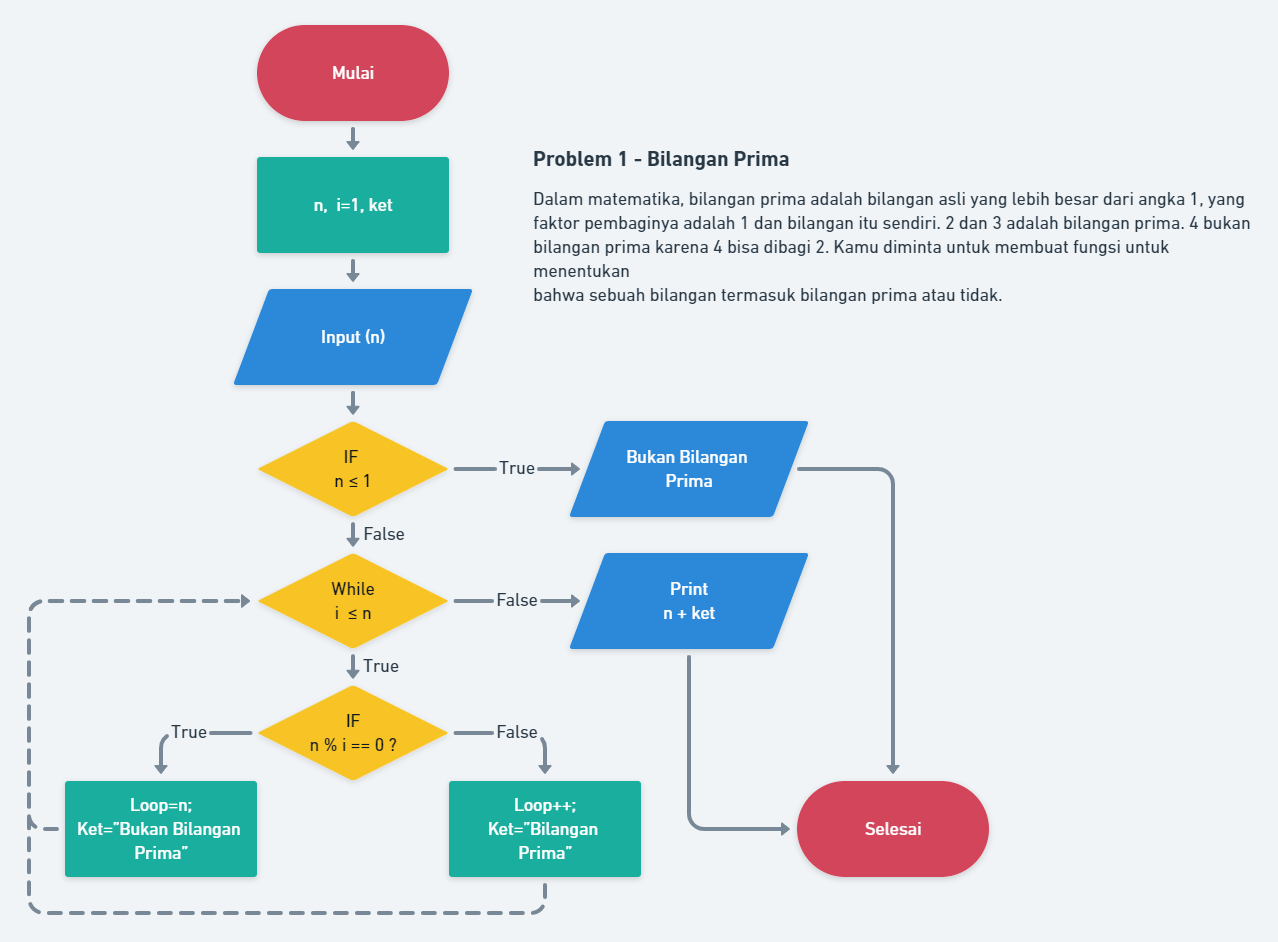 Mulai
Problem 1 - Bilangan Prima
Dalam matematika, bilangan prima adalah bilangan asli yang lebih besar dari angka 1, yang
faktor pembaginya adalah 1 dan bilangan itu sendiri. 2 dan 3 adalah bilangan prima. 4 bukan
bilangan prima karena 4 bisa dibagi 2. Kamu diminta untuk membuat fungsi untuk
menentukan
bahwa sebuah bilangan termasuk bilangan prima atau tidak.
n,  i=1, ket
Input (n)
IF
n ≤ 1
True
Bukan Bilangan
Prima
False
While
i  ≤ n
False
Print
n + ket
True
IF
n % i == 0 ?
True
False
Loop=n;
Ket=”Bukan Bilangan
Prima”
Loop++;
Ket=”Bilangan
Prima”
Selesai